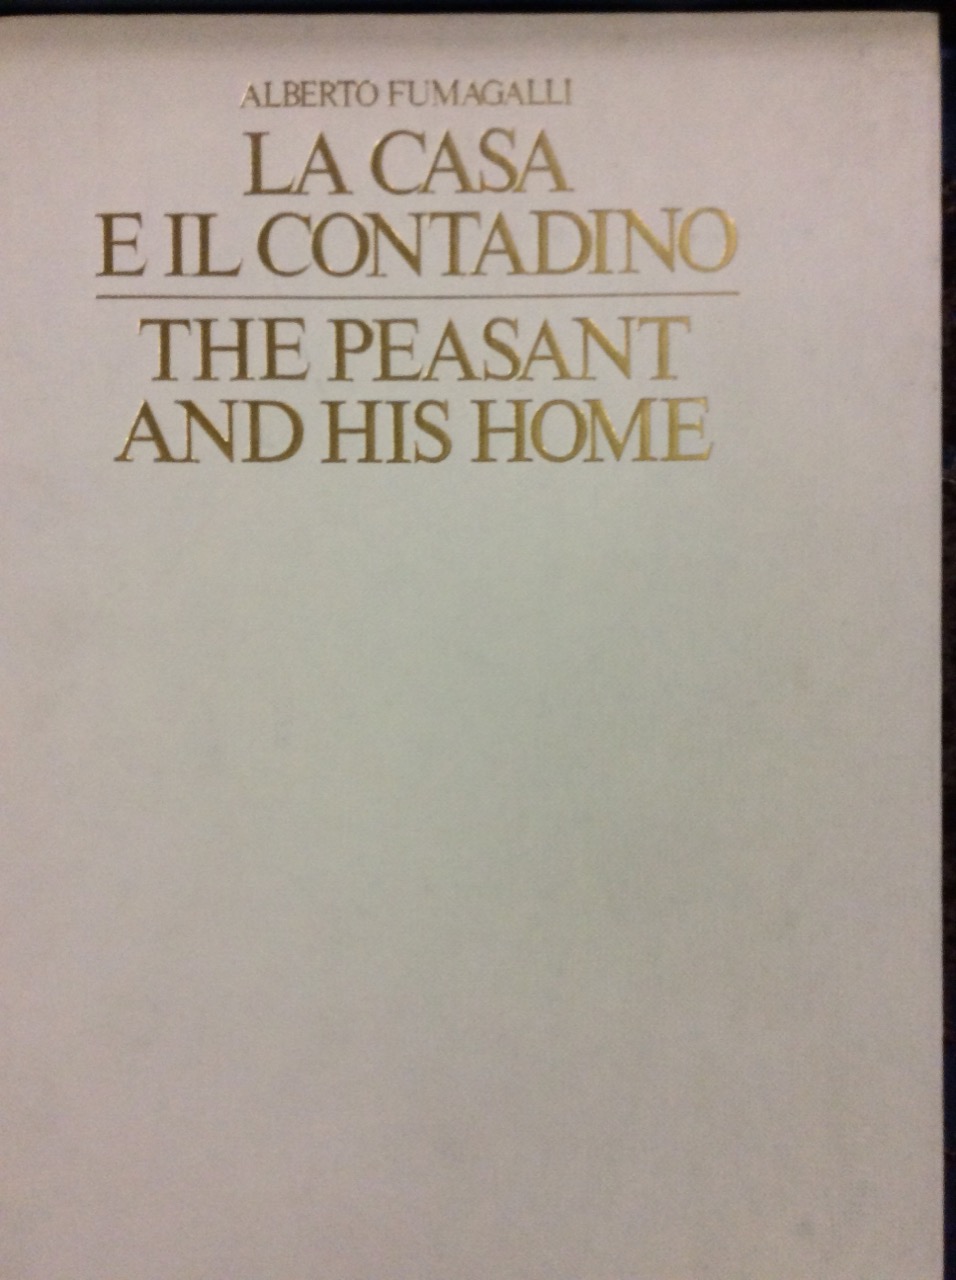 ALBERTO FUMAGALLI
LA CASA
E IL CONTADINO
THE PEASANT
AND HIS HOME